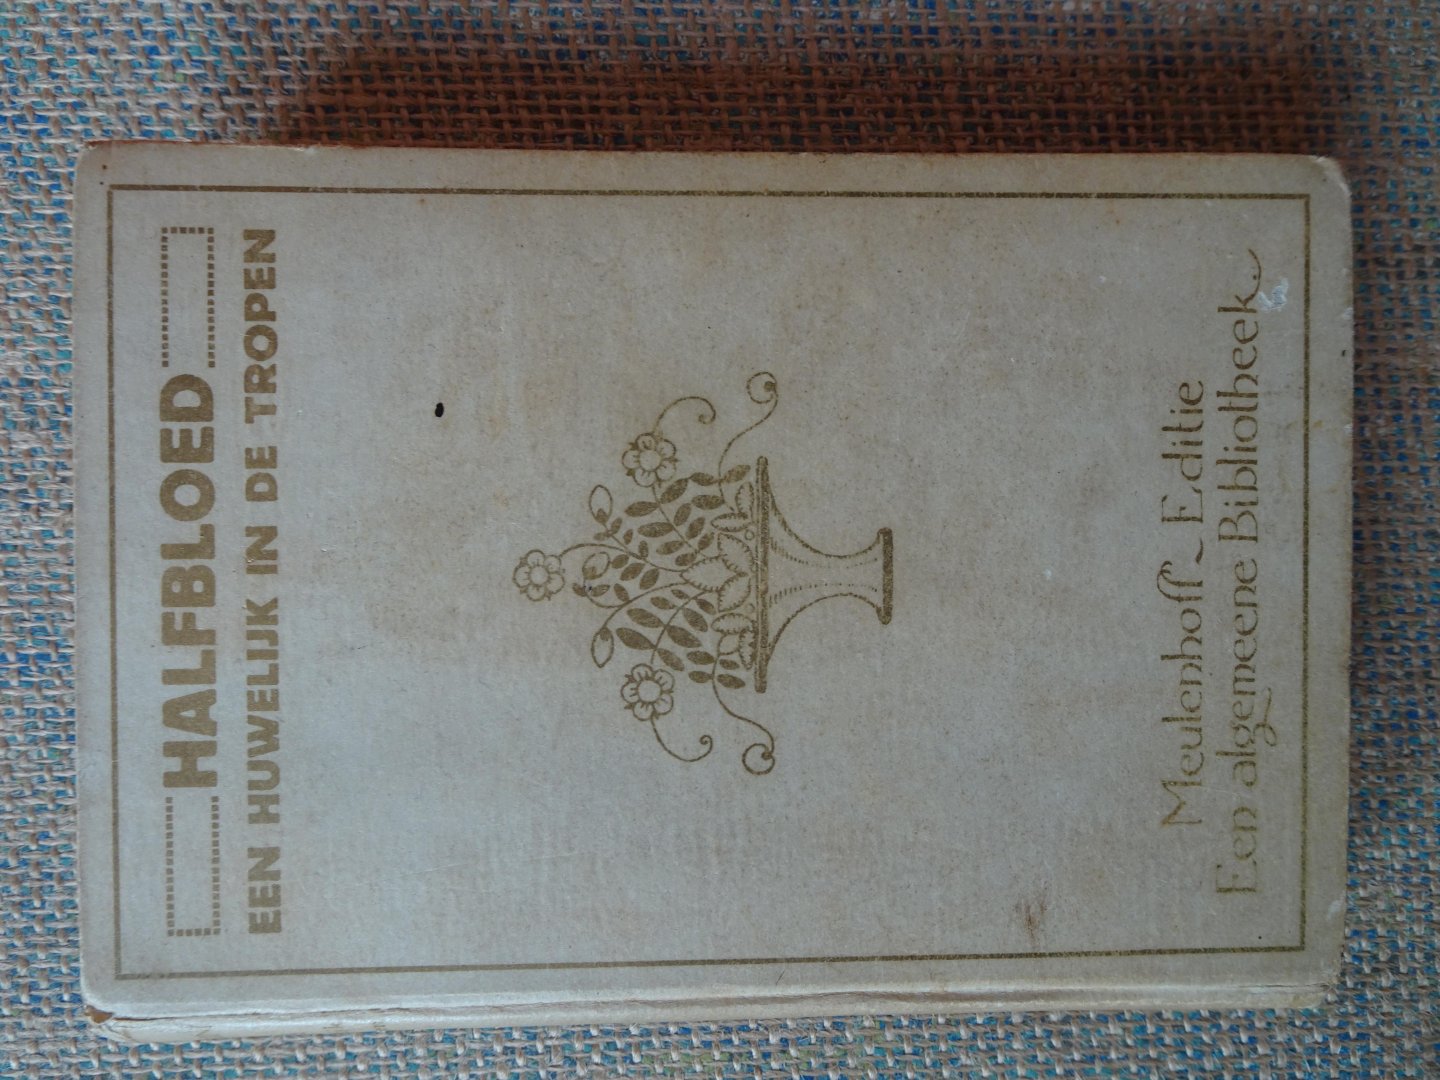 HALFBLOED
EEN HUWELIJK IN DE TROPEN
Meulenhoff-Editie
Een algemeene Bibliotheek